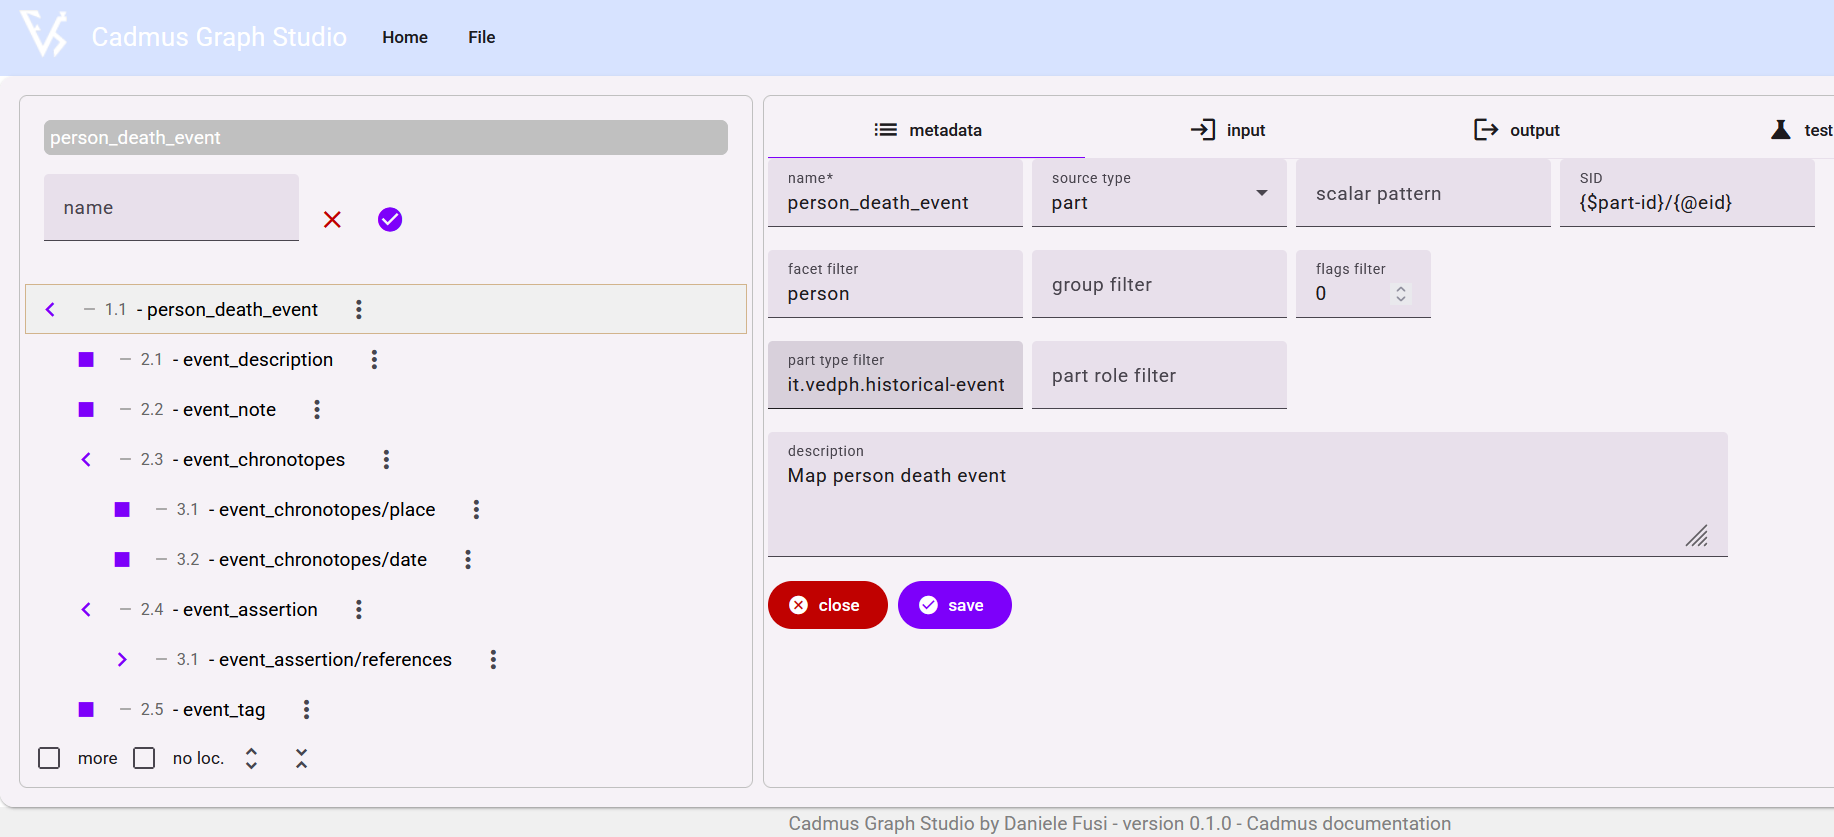 Cadmus Graph Studio Home File
person_death_event
name
1.1 - person_death_event
2.1 - event_description
2.2 - event_note
2.3 - event_chronotopes
3.1 - event_chronotopes/place
3.2 - event_chronotopes/date
2.4 - event_assertion
3.1 - event_assertion/references
2.5 - event_tag
more no loc.
metadata input output test
name* source type scalar pattern SID
person_death_event part {$part-id}/{@eid}
facet filter group filter flags filter
person 0
part type filter part role filter
it.vedph.historical-event
description
Map person death event
close save
Cadmus Graph Studio by Daniele Fusi - version 0.1.0 - Cadmus documentation